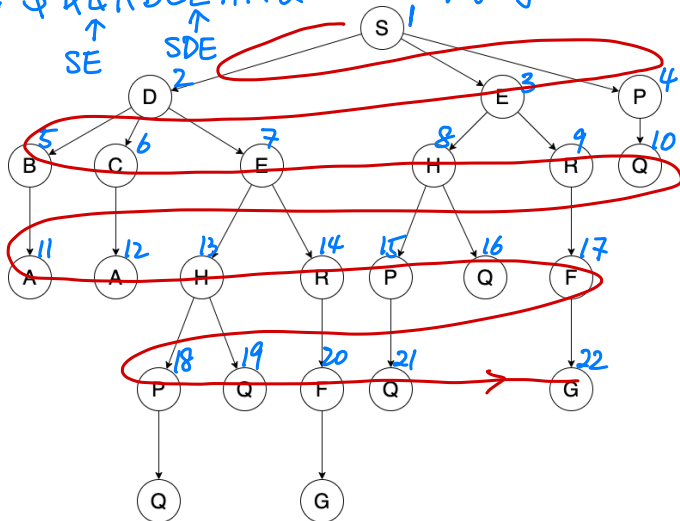 SE
SDE
S 1
D 2 E 3 P 4
B 5 C 6 E 7 H 8 R 9 Q 10
A 11 A 12 H 13 R 14 P 15 Q 16 F 17
P 18 Q 19 F 20 Q 21 G 22
Q G